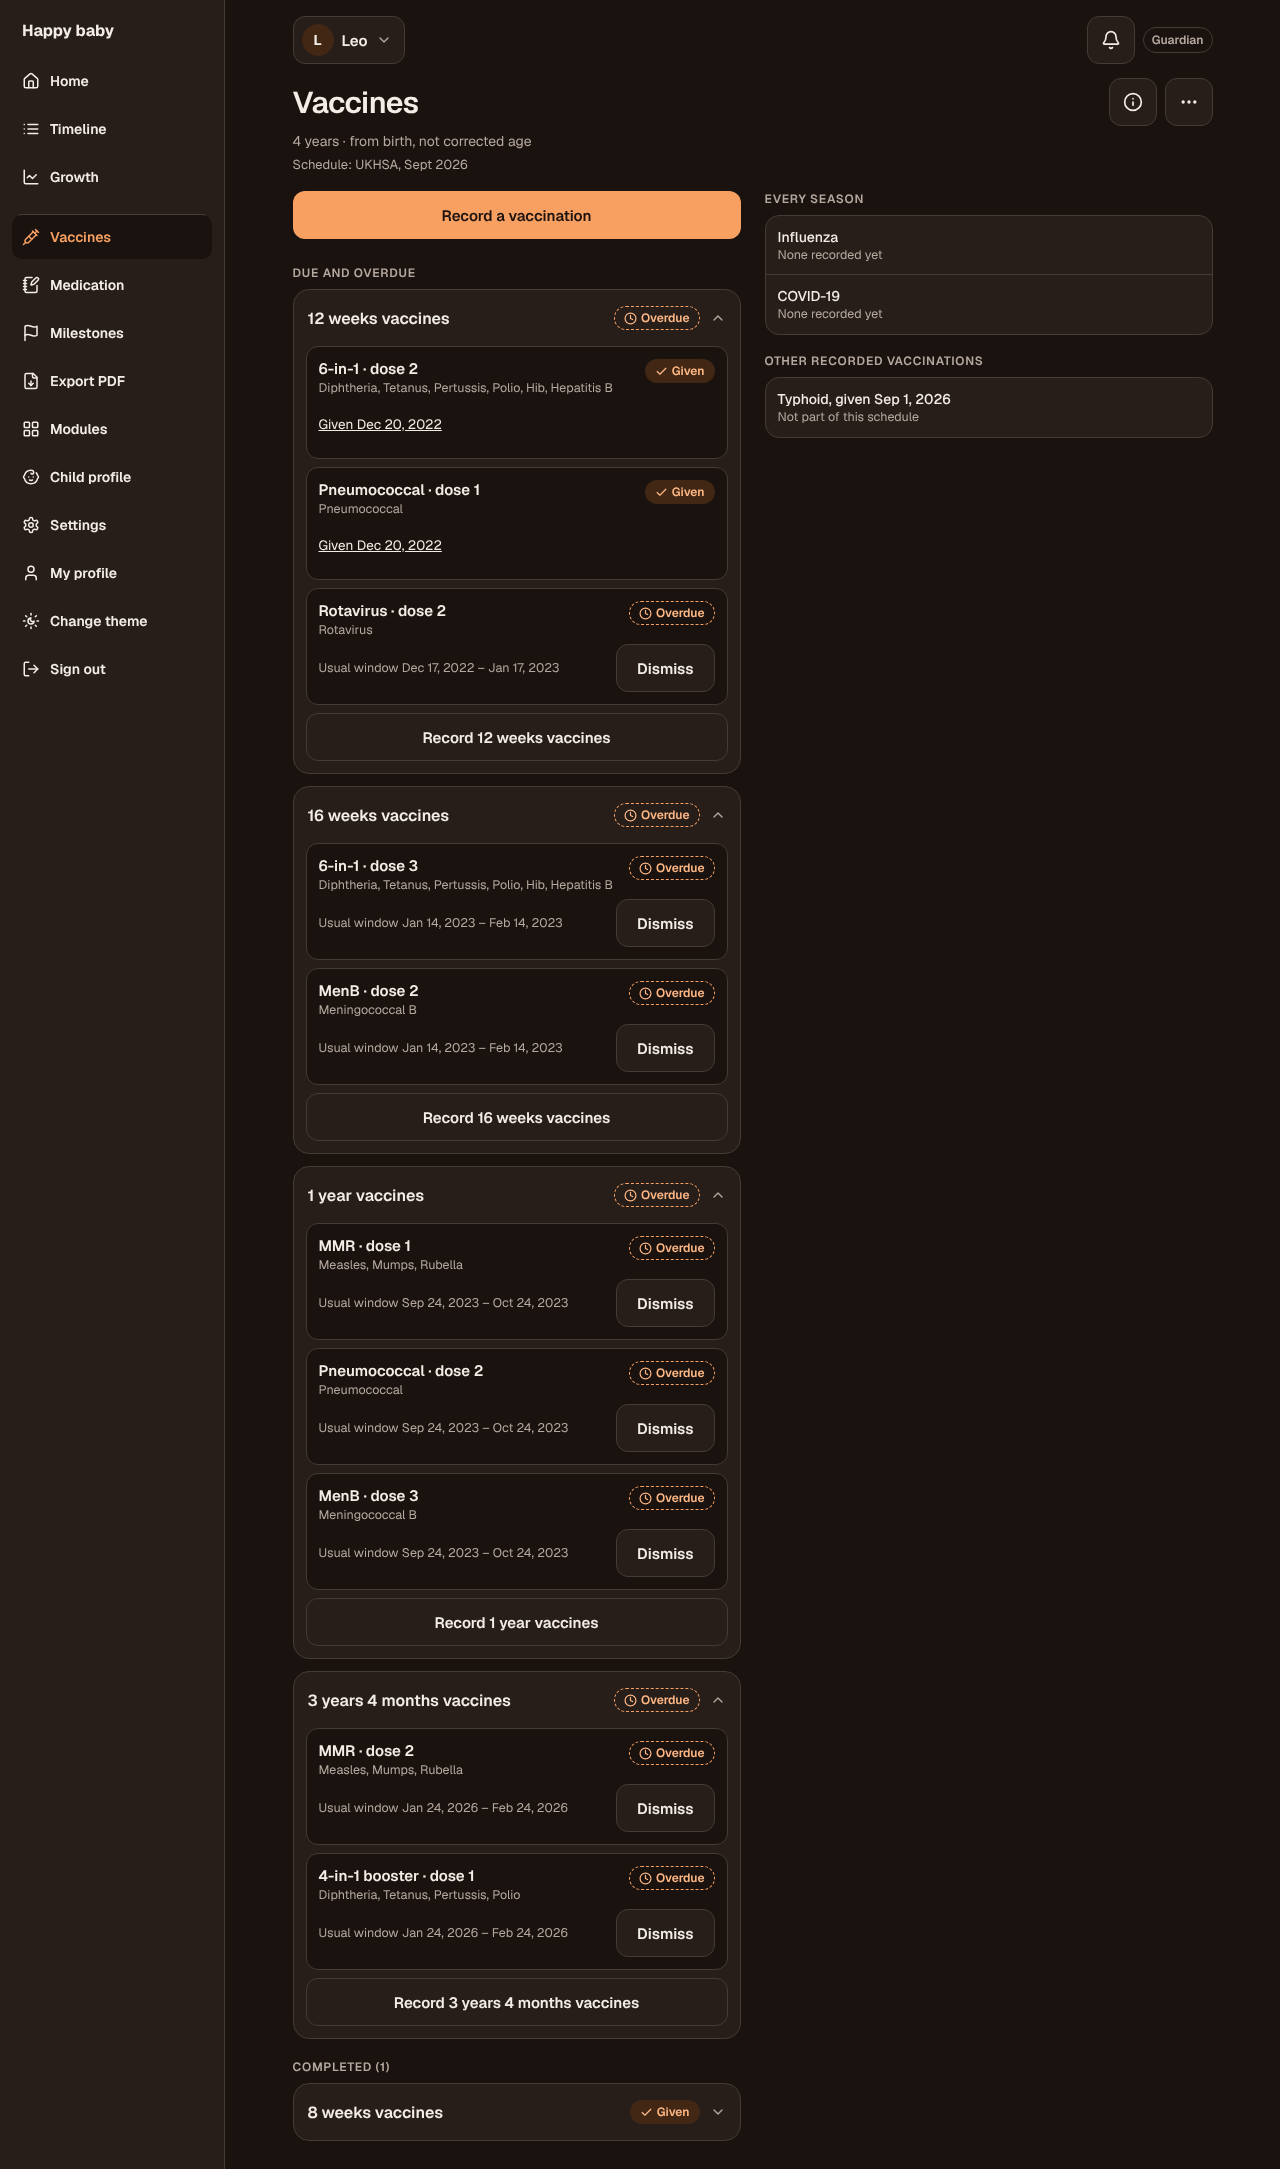 Happy baby
Home
Timeline
Growth
Vaccines
Medication
Milestones
Export PDF
Modules
Child profile
Settings
My profile
Change theme
Sign out
L Leo
Guardian
Vaccines
4 years · from birth, not corrected age
Schedule: UKHSA, Sept 2026
Record a vaccination
DUE AND OVERDUE
12 weeks vaccines Overdue
6-in-1 · dose 2 Given
Diphtheria, Tetanus, Pertussis, Polio, Hib, Hepatitis B
Given Dec 20, 2022
Pneumococcal · dose 1 Given
Pneumococcal
Given Dec 20, 2022
Rotavirus · dose 2 Overdue
Rotavirus
Usual window Dec 17, 2022 – Jan 17, 2023 Dismiss
Record 12 weeks vaccines
16 weeks vaccines Overdue
6-in-1 · dose 3 Overdue
Diphtheria, Tetanus, Pertussis, Polio, Hib, Hepatitis B
Usual window Jan 14, 2023 – Feb 14, 2023 Dismiss
MenB · dose 2 Overdue
Meningococcal B
Usual window Jan 14, 2023 – Feb 14, 2023 Dismiss
Record 16 weeks vaccines
1 year vaccines Overdue
MMR · dose 1 Overdue
Measles, Mumps, Rubella
Usual window Sep 24, 2023 – Oct 24, 2023 Dismiss
Pneumococcal · dose 2 Overdue
Pneumococcal
Usual window Sep 24, 2023 – Oct 24, 2023 Dismiss
MenB · dose 3 Overdue
Meningococcal B
Usual window Sep 24, 2023 – Oct 24, 2023 Dismiss
Record 1 year vaccines
3 years 4 months vaccines Overdue
MMR · dose 2 Overdue
Measles, Mumps, Rubella
Usual window Jan 24, 2026 – Feb 24, 2026 Dismiss
4-in-1 booster · dose 1 Overdue
Diphtheria, Tetanus, Pertussis, Polio
Usual window Jan 24, 2026 – Feb 24, 2026 Dismiss
Record 3 years 4 months vaccines
COMPLETED (1)
8 weeks vaccines Given
EVERY SEASON
Influenza
None recorded yet
COVID-19
None recorded yet
OTHER RECORDED VACCINATIONS
Typhoid, given Sep 1, 2026
Not part of this schedule